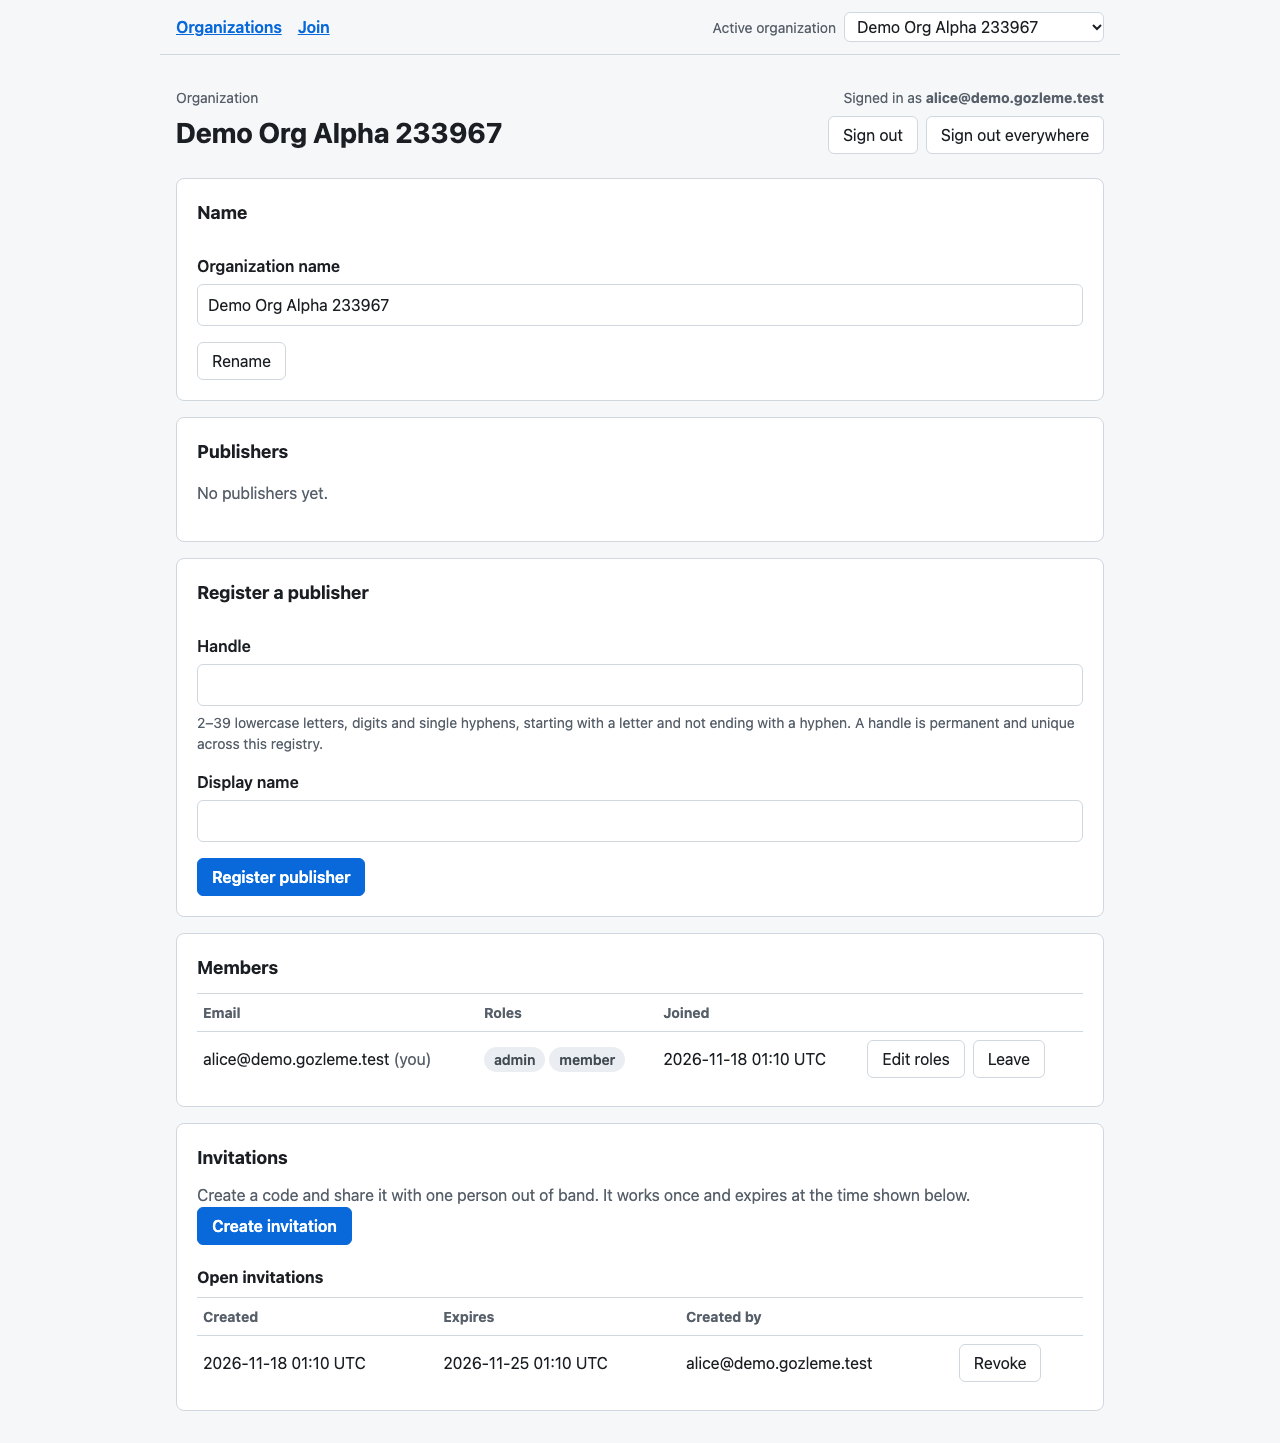 Organizations Join Active organization Demo Org Alpha 233967
Organization Signed in as alice@demo.gozleme.test
Demo Org Alpha 233967 Sign out Sign out everywhere
Name
Organization name
Demo Org Alpha 233967
Rename
Publishers
No publishers yet.
Register a publisher
Handle
2–39 lowercase letters, digits and single hyphens, starting with a letter and not ending with a hyphen. A handle is permanent and unique
across this registry.
Display name
Register publisher
Members
Email Roles Joined
alice@demo.gozleme.test (you) admin member 2026-11-18 01:10 UTC Edit roles Leave
Invitations
Create a code and share it with one person out of band. It works once and expires at the time shown below.
Create invitation
Open invitations
Created Expires Created by
2026-11-18 01:10 UTC 2026-11-25 01:10 UTC alice@demo.gozleme.test Revoke